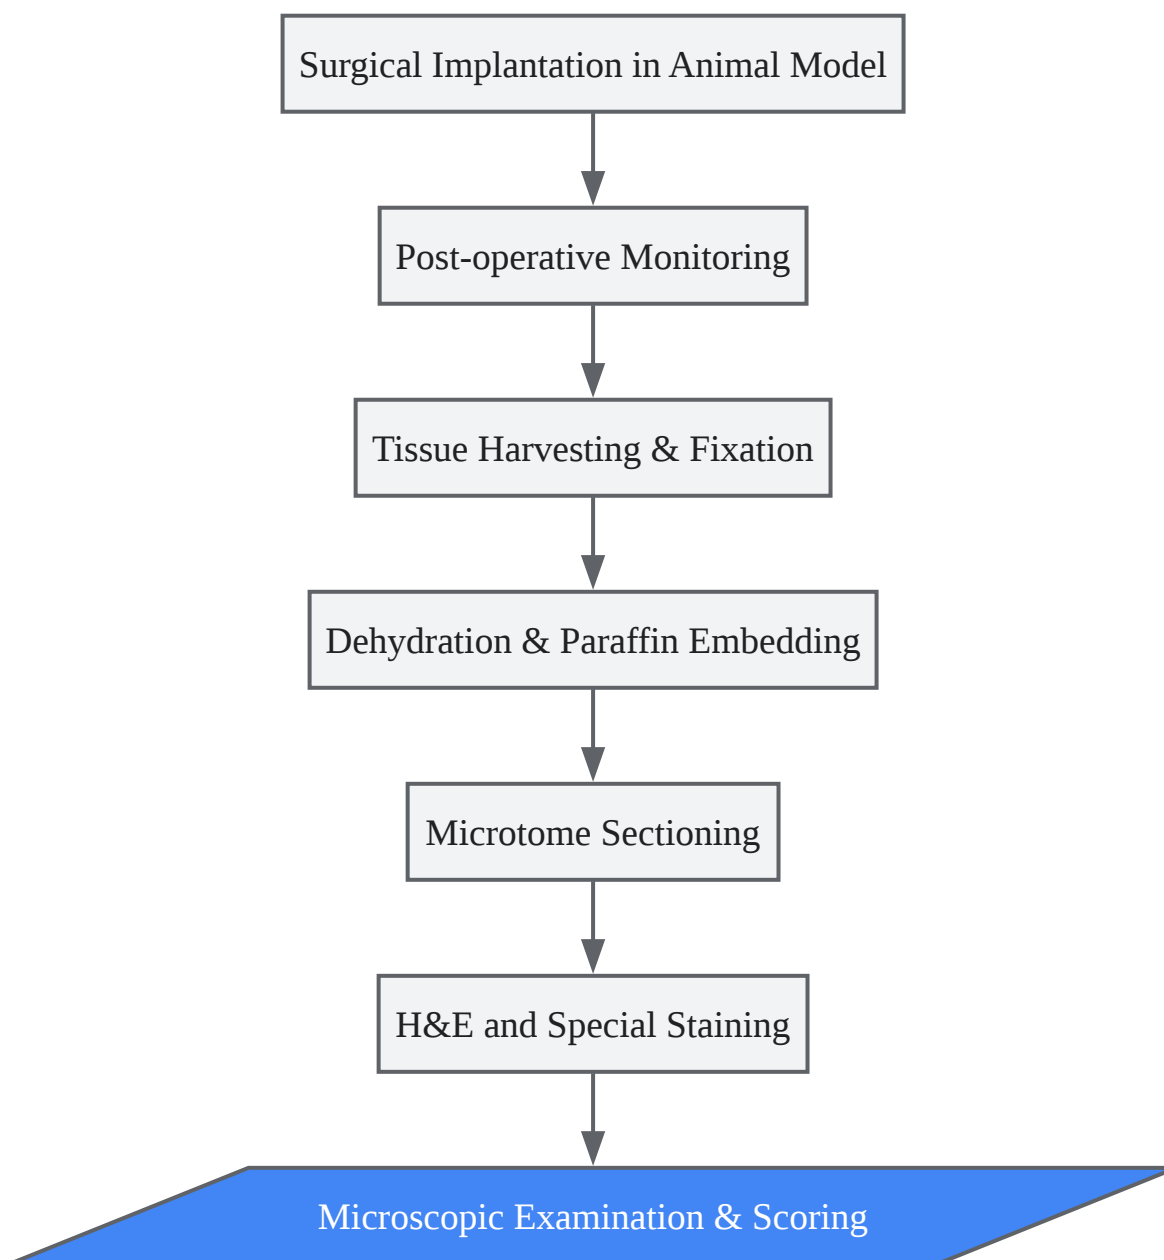 Surgical Implantation in Animal Model
Post-operative Monitoring
Tissue Harvesting & Fixation
Dehydration & Paraffin Embedding
Microtome Sectioning
H&E and Special Staining
Microscopic Examination & Scoring